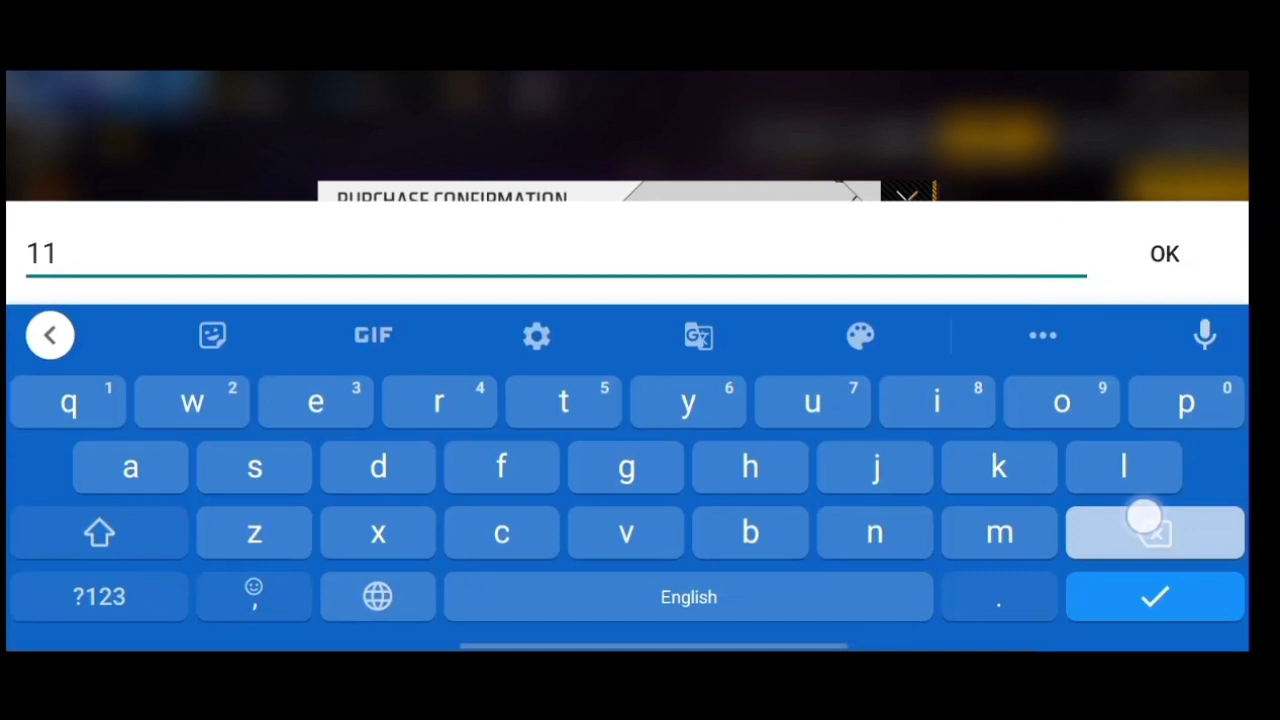 PURCHASE CONFIRMATION
11
OK
GIF
q 1 w 2 e 3 r 4 t 5 y 6 u 7 i 8 o 9 p 0
a s d f g h j k l
z x c v b n m
?123 , English .